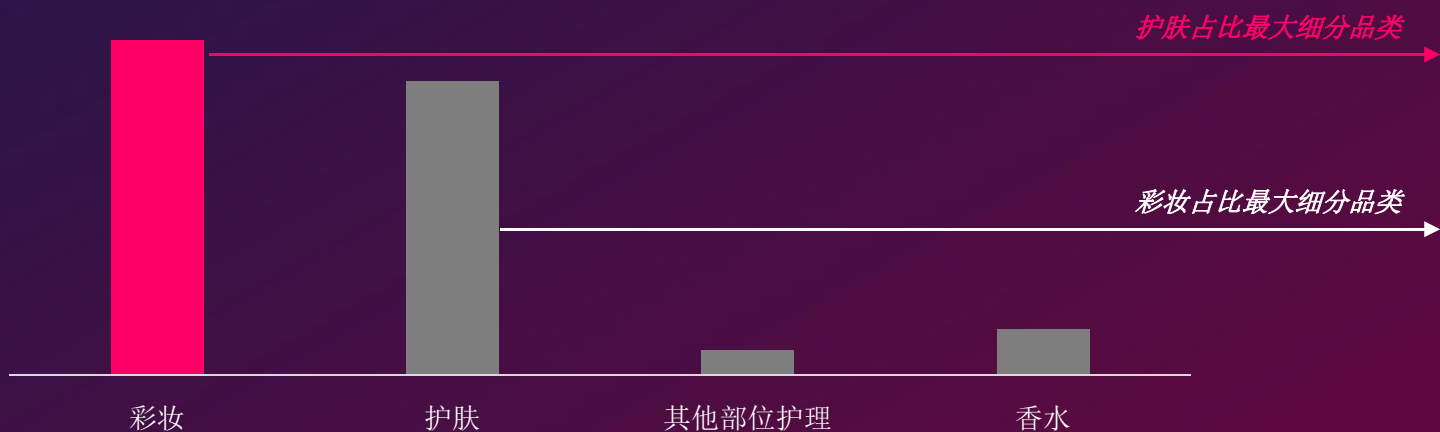 护肤占比最大细分品类
彩妆占比最大细分品类
彩妆
护肤
其他部位护理
香水